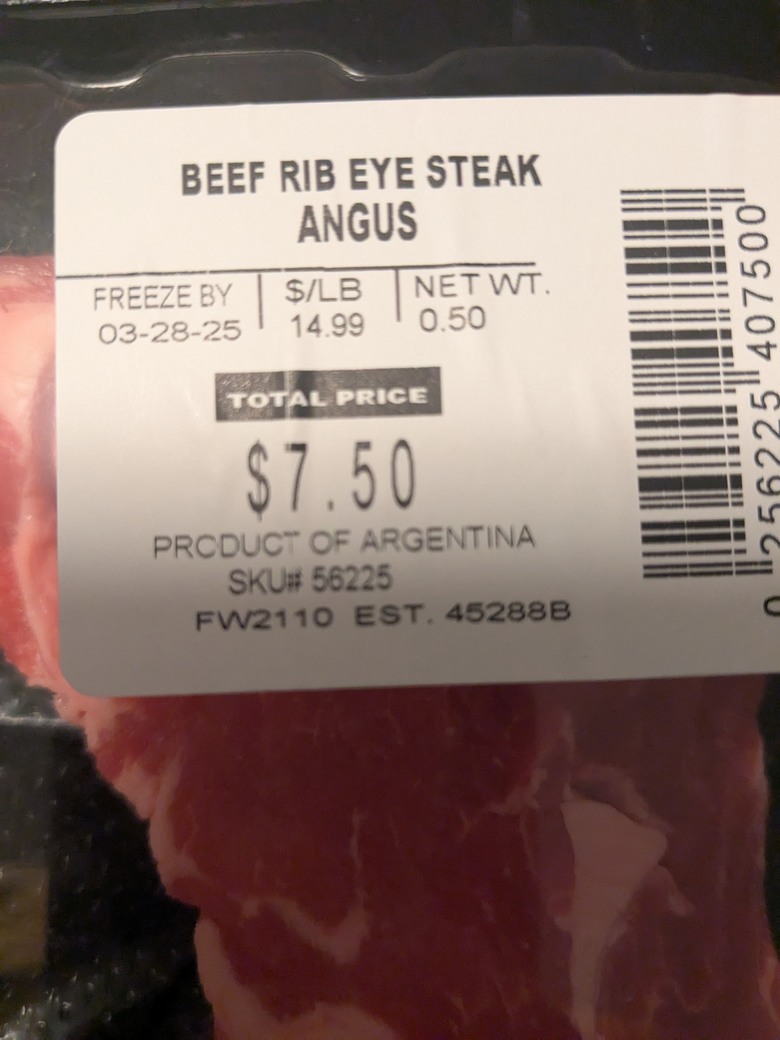 BEEF RIB EYE STEAK
ANGUS
FREEZE BY $/LB NET WT.
03-28-25 14.99 0.50
TOTAL PRICE
$7.50
PRODUCT OF ARGENTINA
SKU# 56225
FW2110 EST. 45288B
0 256225 407500